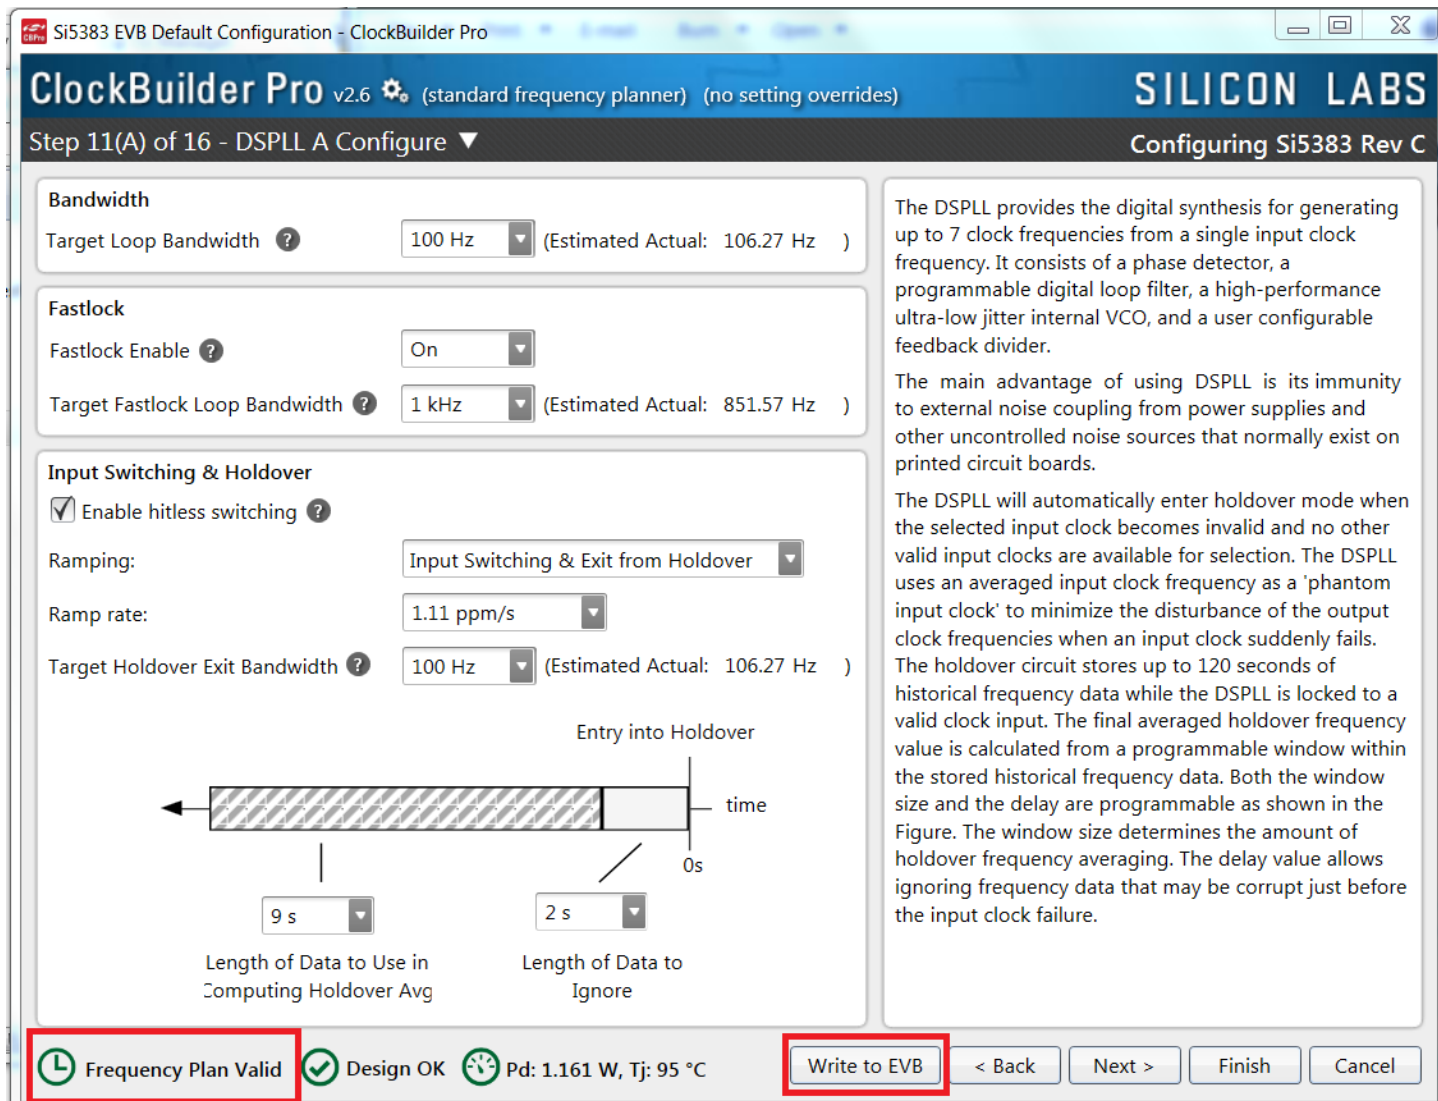 Si5383 EVB Default Configuration - ClockBuilder Pro
ClockBuilder Pro v2.6 (standard frequency planner) (no setting overrides)
SILICON LABS
Step 11(A) of 16 - DSPLL A Configure ▼
Configuring Si5383 Rev C
Bandwidth
Target Loop Bandwidth ? 100 Hz (Estimated Actual: 106.27 Hz )
Fastlock
Fastlock Enable ? On
Target Fastlock Loop Bandwidth ? 1 kHz (Estimated Actual: 851.57 Hz )
Input Switching & Holdover
Enable hitless switching ?
Ramping: Input Switching & Exit from Holdover
Ramp rate: 1.11 ppm/s
Target Holdover Exit Bandwidth ? 100 Hz (Estimated Actual: 106.27 Hz )
Entry into Holdover
time
0s
9 s
2 s
Length of Data to Use in
Computing Holdover Avg
Length of Data to
Ignore
The DSPLL provides the digital synthesis for generating
up to 7 clock frequencies from a single input clock
frequency. It consists of a phase detector, a
programmable digital loop filter, a high-performance
ultra-low jitter internal VCO, and a user configurable
feedback divider.
The main advantage of using DSPLL is its immunity
to external noise coupling from power supplies and
other uncontrolled noise sources that normally exist on
printed circuit boards.
The DSPLL will automatically enter holdover mode when
the selected input clock becomes invalid and no other
valid input clocks are available for selection. The DSPLL
uses an averaged input clock frequency as a 'phantom
input clock' to minimize the disturbance of the output
clock frequencies when an input clock suddenly fails.
The holdover circuit stores up to 120 seconds of
historical frequency data while the DSPLL is locked to a
valid clock input. The final averaged holdover frequency
value is calculated from a programmable window within
the stored historical frequency data. Both the window
size and the delay are programmable as shown in the
Figure. The window size determines the amount of
holdover frequency averaging. The delay value allows
ignoring frequency data that may be corrupt just before
the input clock failure.
Frequency Plan Valid
Design OK
Pd: 1.161 W, Tj: 95 °C
Write to EVB
< Back
Next >
Finish
Cancel